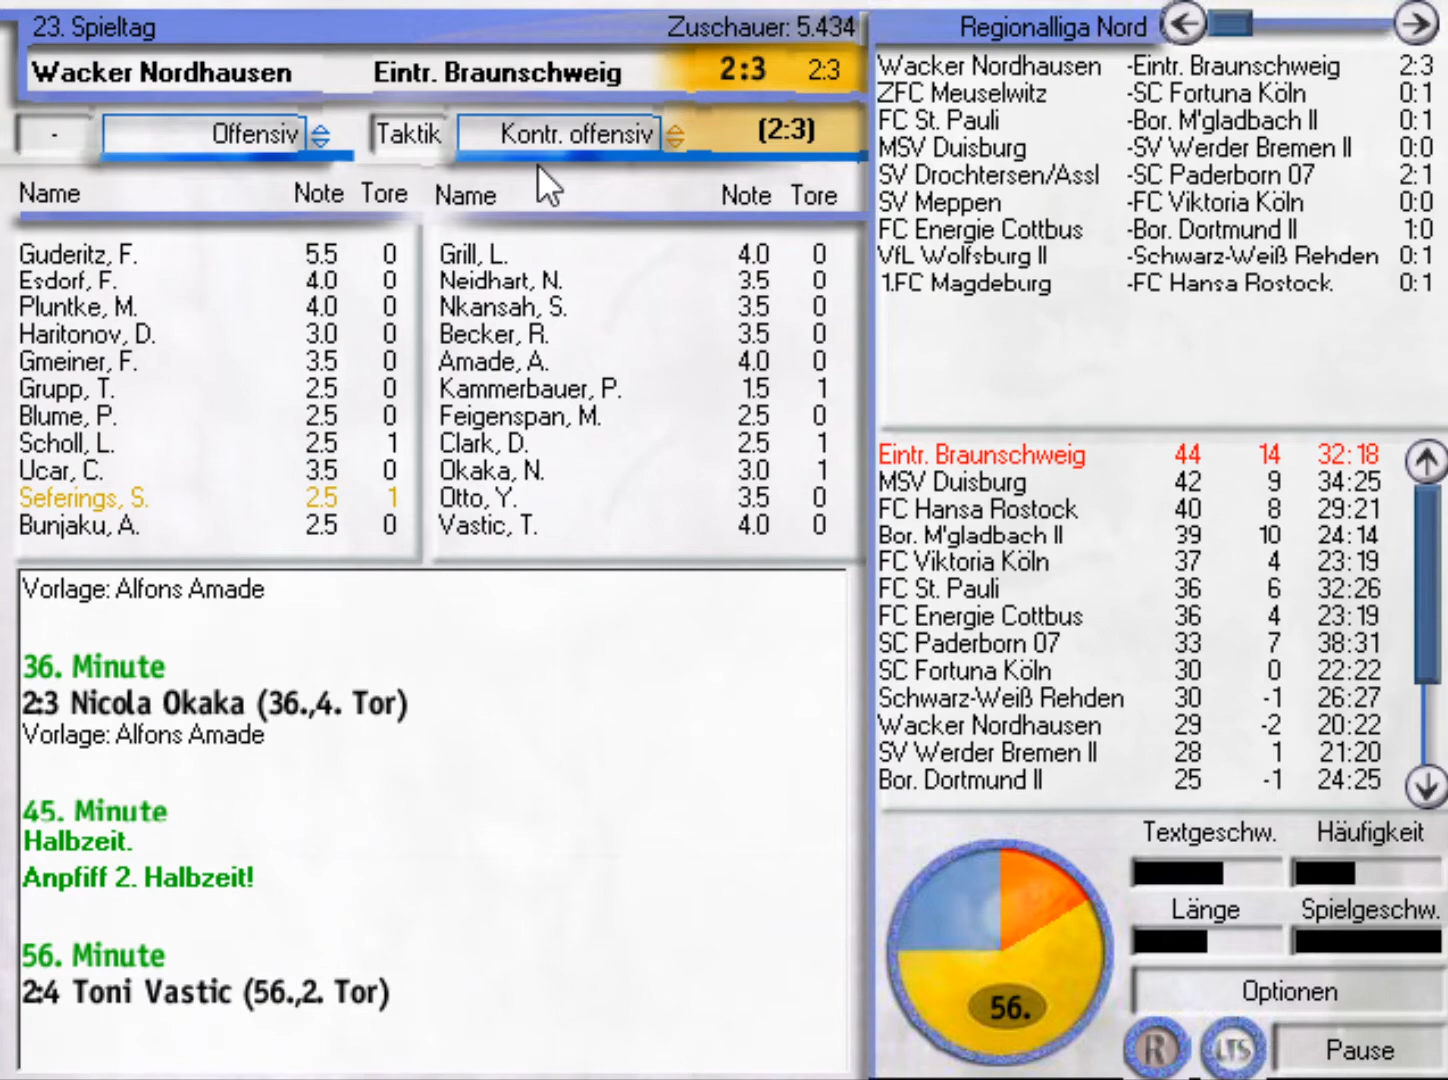 23. Spieltag Zuschauer: 5.434
Wacker Nordhausen Eintr. Braunschweig 2:3 2:3
- Offensiv Taktik Kontr. offensiv (2:3)
Name Note Tore Name Note Tore
Guderitz, F. 5.5 0 Grill, L. 4.0 0
Esdorf, F. 4.0 0 Neidhart, N. 3.5 0
Pluntke, M. 4.0 0 Nkansah, S. 3.5 0
Haritonov, D. 3.0 0 Becker, R. 3.5 0
Gmeiner, F. 3.5 0 Amade, A. 4.0 0
Grupp, T. 2.5 0 Kammerbauer, P. 1.5 1
Blume, P. 2.5 0 Feigenspan, M. 2.5 0
Scholl, L. 2.5 1 Clark, D. 2.5 1
Ucar, C. 3.5 0 Okaka, N. 3.0 1
Seferings, S. 2.5 1 Otto, Y. 3.5 0
Bunjaku, A. 2.5 0 Vastic, T. 4.0 0
Vorlage: Alfons Amade
36. Minute
2:3 Nicola Okaka (36.,4. Tor)
Vorlage: Alfons Amade
45. Minute
Halbzeit.
Anpfiff 2. Halbzeit!
56. Minute
2:4 Toni Vastic (56.,2. Tor)
Regionalliga Nord
Wacker Nordhausen -Eintr. Braunschweig 2:3
ZFC Meuselwitz -SC Fortuna Köln 0:1
FC St. Pauli -Bor. M'gladbach II 0:1
MSV Duisburg -SV Werder Bremen II 0:0
SV Drochtersen/Assl -SC Paderborn 07 2:1
SV Meppen -FC Viktoria Köln 0:0
FC Energie Cottbus -Bor. Dortmund II 1:0
VfL Wolfsburg II -Schwarz-Weiß Rehden 0:1
1.FC Magdeburg -FC Hansa Rostock 0:1
Eintr. Braunschweig 44 14 32:18
MSV Duisburg 42 9 34:25
FC Hansa Rostock 40 8 29:21
Bor. M'gladbach II 39 10 24:14
FC Viktoria Köln 37 4 23:19
FC St. Pauli 36 6 32:26
FC Energie Cottbus 36 4 23:19
SC Paderborn 07 33 7 38:31
SC Fortuna Köln 30 0 22:22
Schwarz-Weiß Rehden 30 -1 26:27
Wacker Nordhausen 29 -2 20:22
SV Werder Bremen II 28 1 21:20
Bor. Dortmund II 25 -1 24:25
Textgeschw. Häufigkeit
Länge Spielgeschw.
56.
Optionen
R LTS Pause